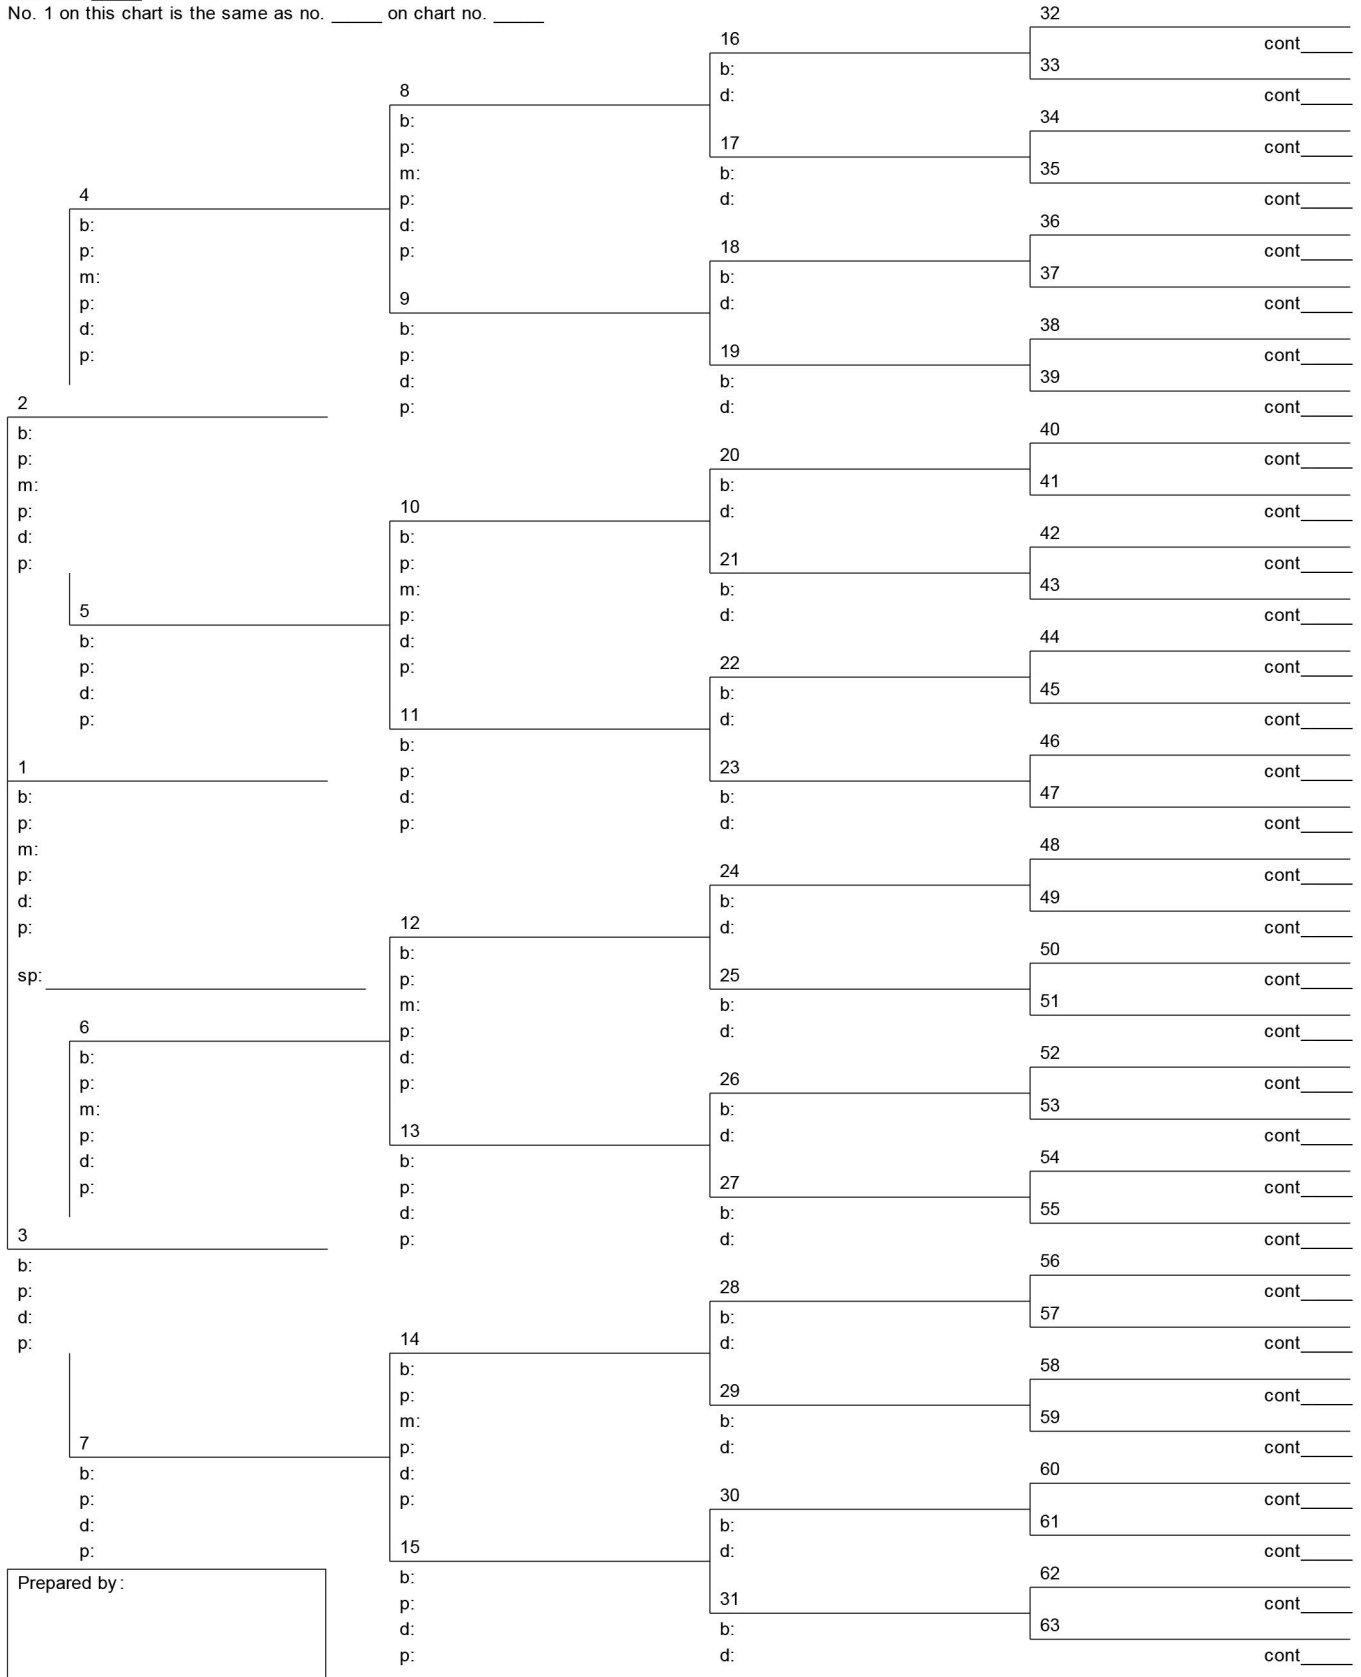 No. 1 on this chart is the same as no. _____ on chart no. _____
4
b:
p:
m:
p:
d:
p:
2
b:
p:
m:
p:
d:
p:
5
b:
p:
d:
p:
1
b:
p:
m:
p:
d:
p:
sp:
6
b:
p:
m:
p:
d:
p:
3
b:
p:
d:
p:
7
b:
p:
d:
p:
Prepared by:
8
b:
p:
m:
p:
d:
p:
9
b:
p:
d:
p:
10
b:
p:
m:
p:
d:
p:
11
b:
p:
d:
p:
12
b:
p:
m:
p:
d:
p:
13
b:
p:
d:
p:
14
b:
p:
m:
p:
d:
p:
15
b:
p:
d:
p:
16
b:
d:
17
b:
d:
18
b:
d:
19
b:
d:
20
b:
d:
21
b:
d:
22
b:
d:
23
b:
d:
24
b:
d:
25
b:
d:
26
b:
d:
27
b:
d:
28
b:
d:
29
b:
d:
30
b:
d:
31
b:
d:
32
cont_____
33
cont_____
34
cont_____
35
cont_____
36
cont_____
37
cont_____
38
cont_____
39
cont_____
40
cont_____
41
cont_____
42
cont_____
43
cont_____
44
cont_____
45
cont_____
46
cont_____
47
cont_____
48
cont_____
49
cont_____
50
cont_____
51
cont_____
52
cont_____
53
cont_____
54
cont_____
55
cont_____
56
cont_____
57
cont_____
58
cont_____
59
cont_____
60
cont_____
61
cont_____
62
cont_____
63
cont_____